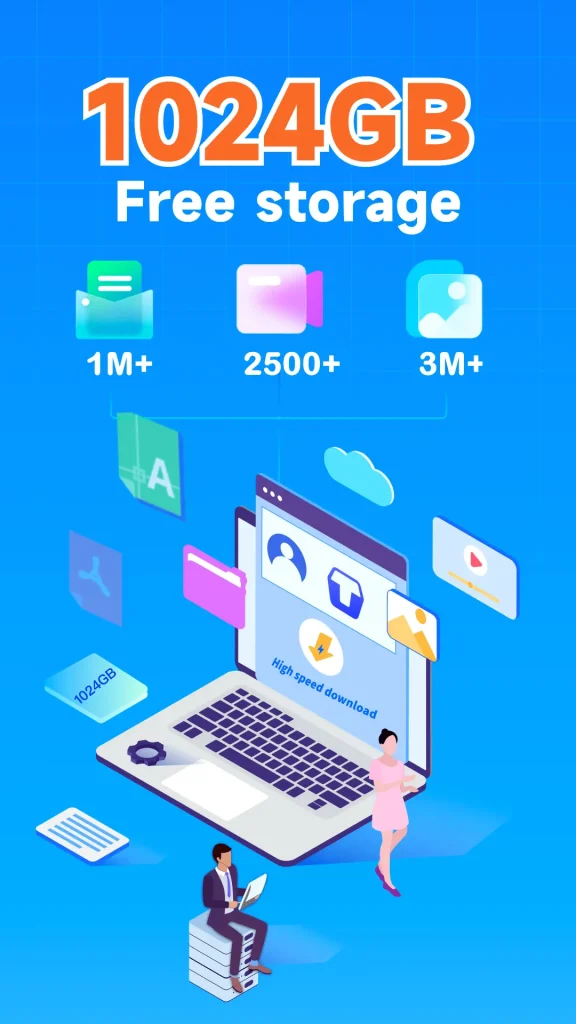 1024GB
Free storage
1M+
2500+
3M+
A
High speed download
1024GB